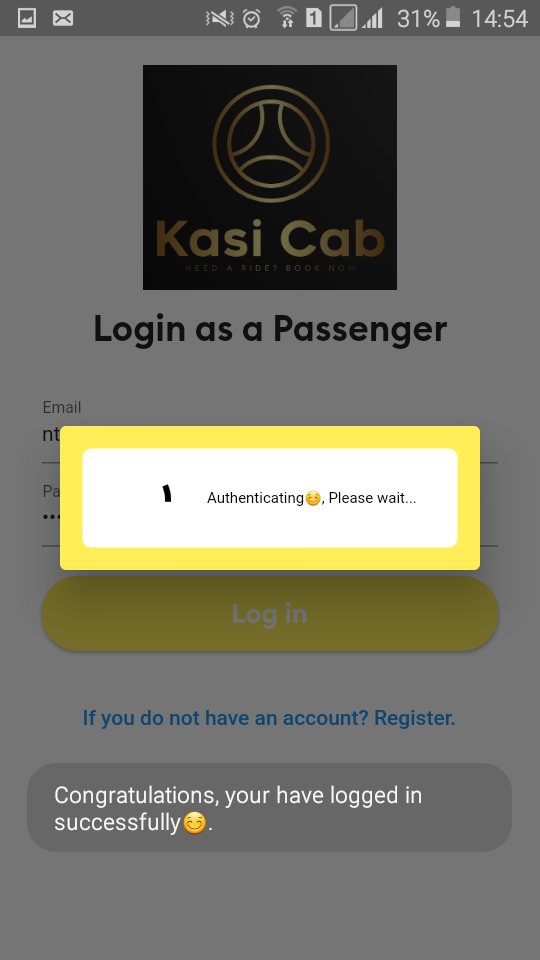 31% 14:54
Kasi Cab
NEED A RIDE? BOOK NOW
Login as a Passenger
Email
nt
Pa
Authenticating😊, Please wait...
Log in
If you do not have an account? Register.
Congratulations, your have logged in
successfully😊.